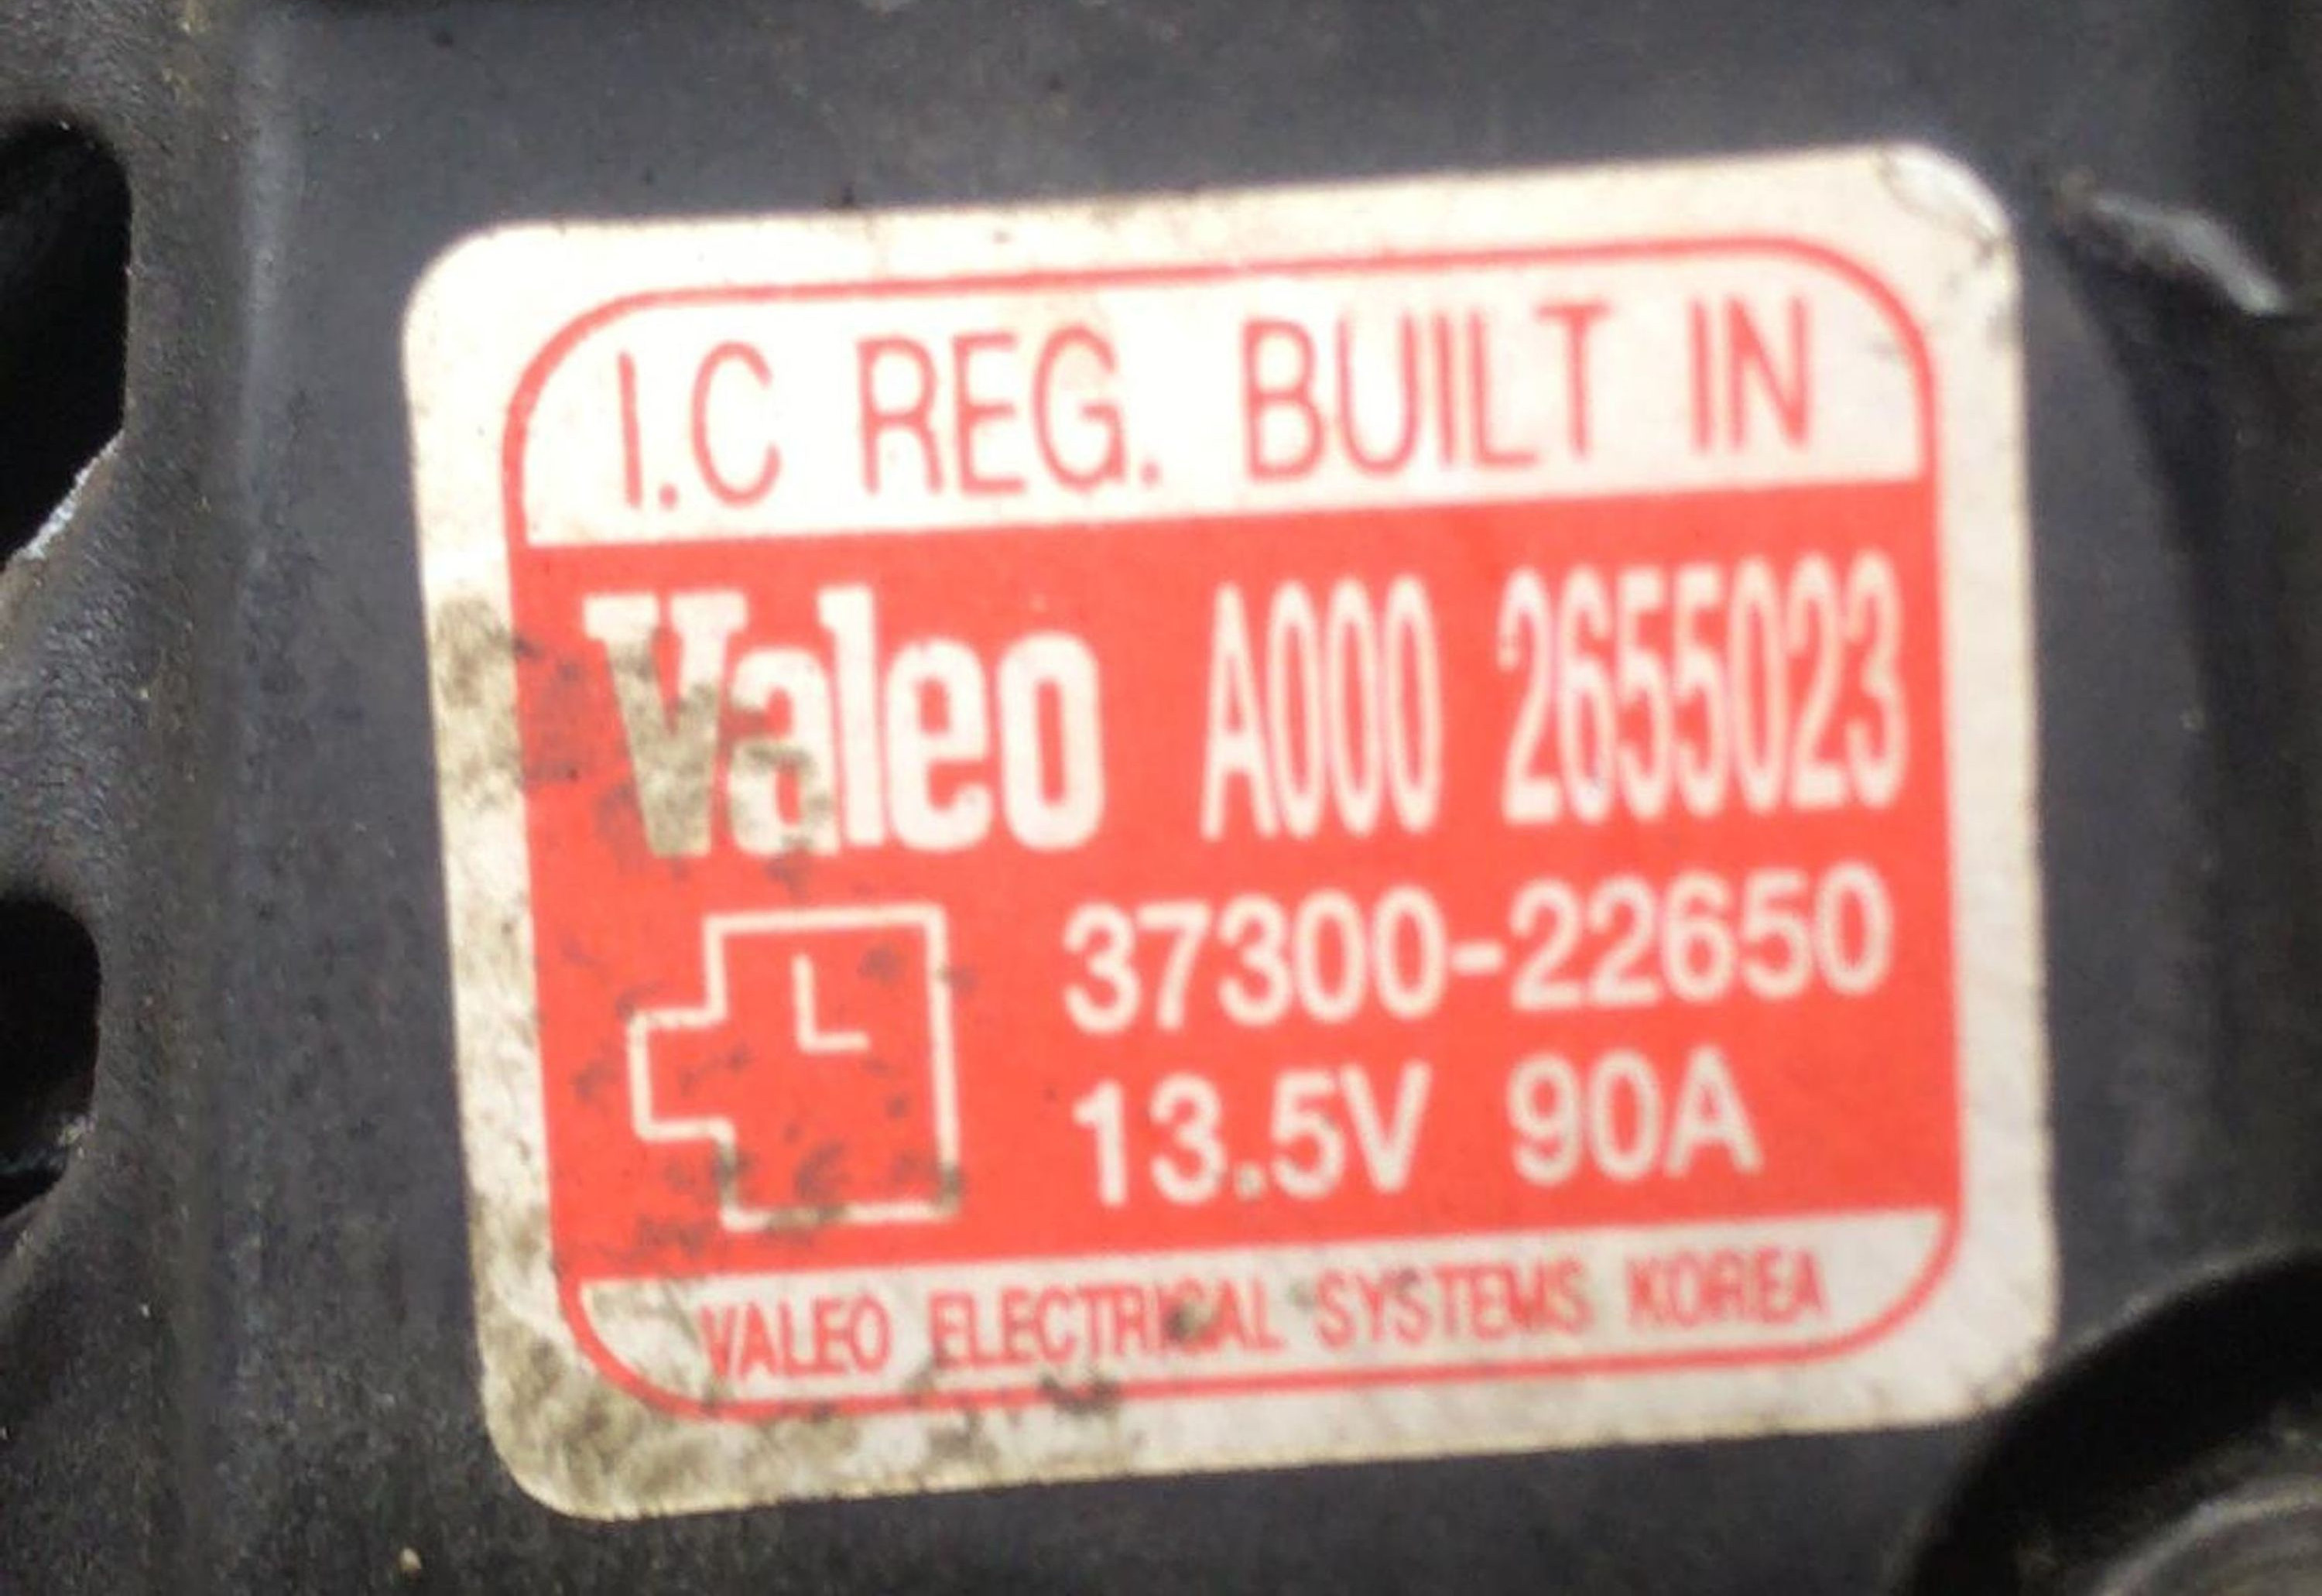 I.C REG. BUILT IN
Valeo A000 2655023
L 37300-22650
13.5V 90A
VALEO ELECTRICAL SYSTEMS KOREA